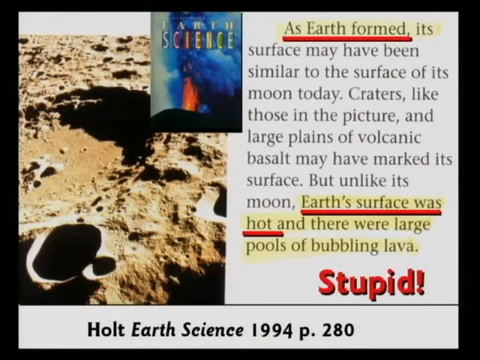 EARTH
SCIENCE
As Earth formed, its
surface may have been
similar to the surface of its
moon today. Craters, like
those in the picture, and
large plains of volcanic
basalt may have marked its
surface. But unlike its
moon, Earth's surface was
hot and there were large
pools of bubbling lava.
Stupid!
Holt Earth Science 1994 p. 280